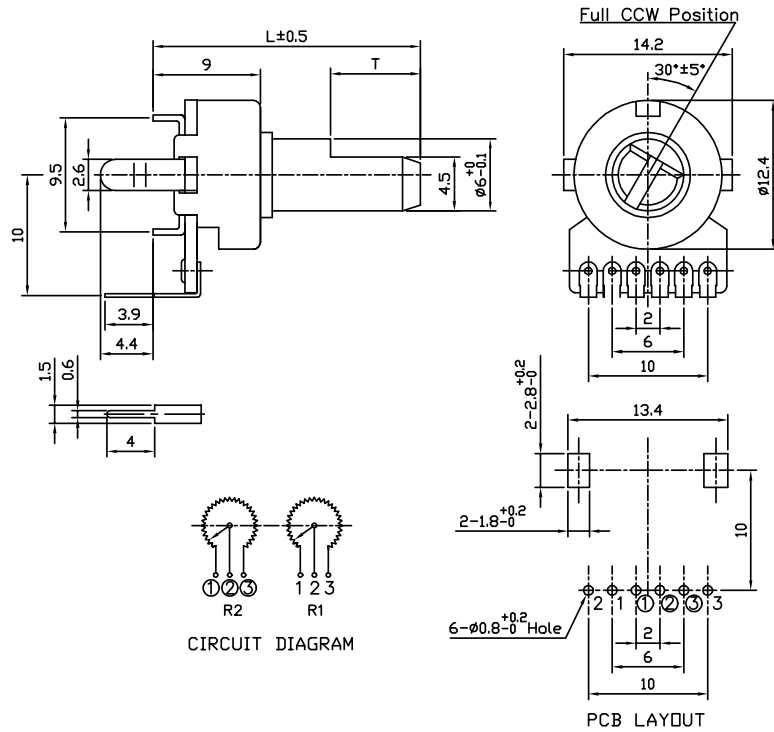 Full CCW Position
L±0.5
14.2
9
T
30°±5°
9.5
2.6
10
4.5
ø6+0-0.1
ø12.4
3.9
4.4
2
6
10
1.5
0.6
4
2-2.8+0.2-0
13.4
2-1.8+0.2-0
10
① ② ③
1 2 3
R2
R1
CIRCUIT DIAGRAM
2 1 ① ② ③ 3
6-ø0.8+0.2-0 Hole
2
6
10
PCB LAYOUT